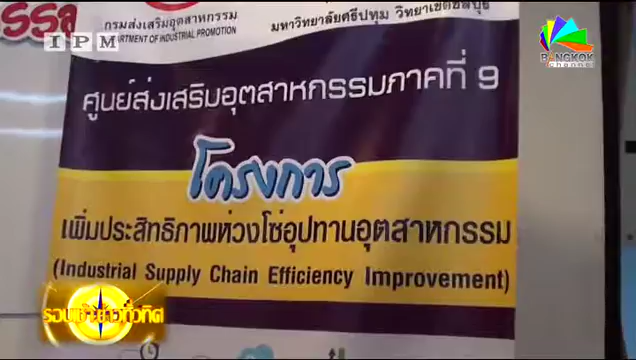 กรมส่งเสริมอุตสาหกรรม
DEPARTMENT OF INDUSTRIAL PROMOTION
มหาวิทยาลัยศรีปทุม วิทยาเขตชลบุรี
IPM
BANGKOK
channel
ศูนย์ส่งเสริมอุตสาหกรรมภาคที่ 9
โครงการ
เพิ่มประสิทธิภาพห่วงโซ่อุปทานอุตสาหกรรม
(Industrial Supply Chain Efficiency Improvement)